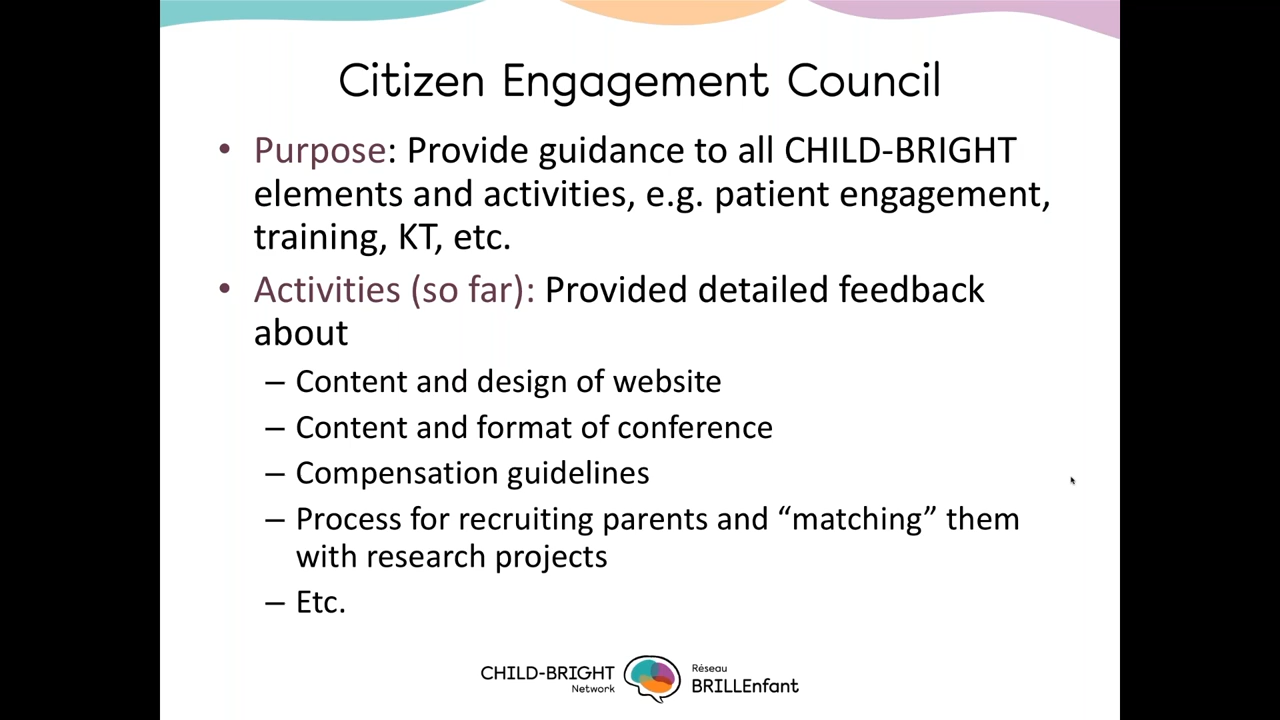 Citizen Engagement Council
• Purpose: Provide guidance to all CHILD-BRIGHT
elements and activities, e.g. patient engagement,
training, KT, etc.
• Activities (so far): Provided detailed feedback
about
– Content and design of website
– Content and format of conference
– Compensation guidelines
– Process for recruiting parents and “matching” them
with research projects
– Etc.
CHILD-BRIGHT
Network
Réseau
BRILLEnfant